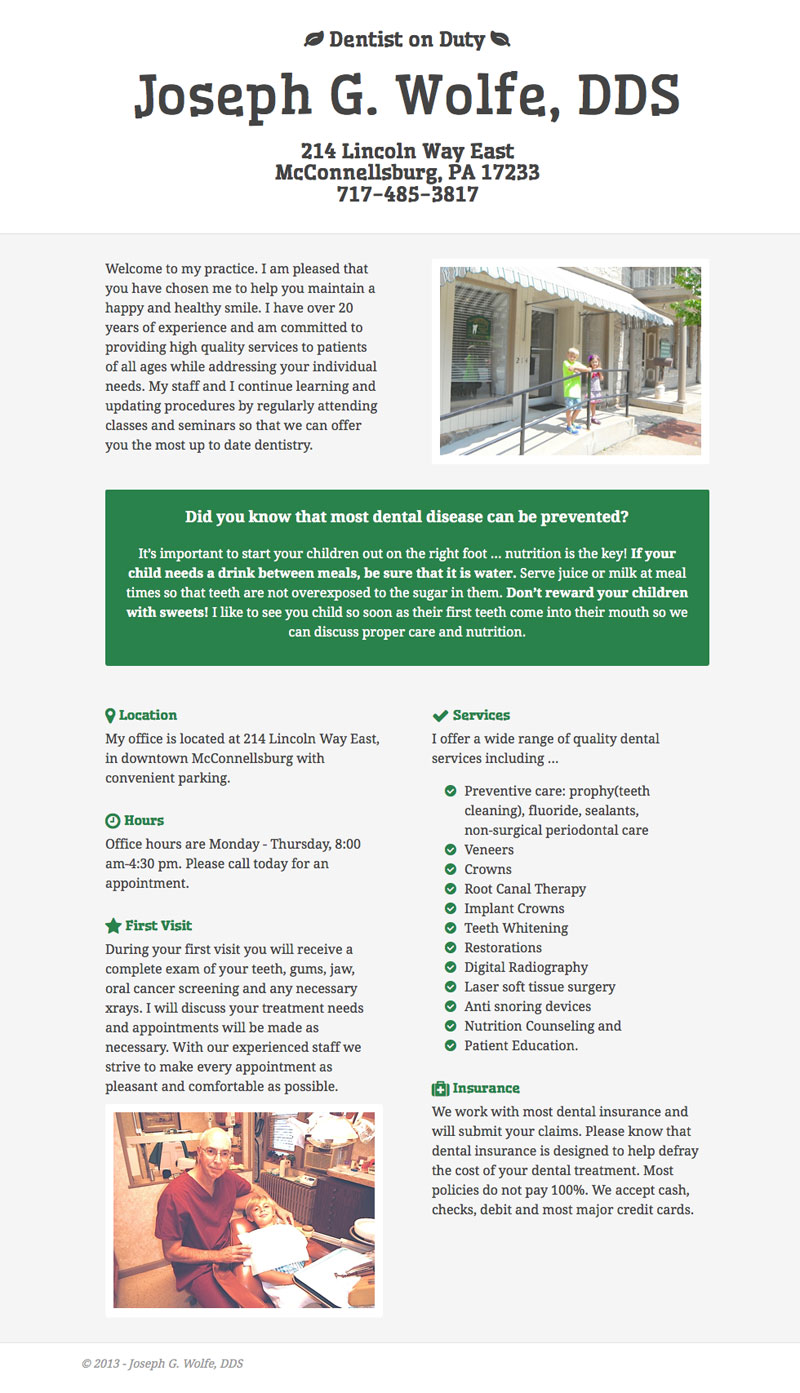 Dentist on Duty
Joseph G. Wolfe, DDS
214 Lincoln Way East
McConnellsburg, PA 17233
717-485-3817
Welcome to my practice. I am pleased that
you have chosen me to help you maintain a
happy and healthy smile. I have over 20
years of experience and am committed to
providing high quality services to patients
of all ages while addressing your individual
needs. My staff and I continue learning and
updating procedures by regularly attending
classes and seminars so that we can offer
you the most up to date dentistry.
214
Did you know that most dental disease can be prevented?
It's important to start your children out on the right foot ... nutrition is the key! If your
child needs a drink between meals, be sure that it is water. Serve juice or milk at meal
times so that teeth are not overexposed to the sugar in them. Don't reward your children
with sweets! I like to see you child so soon as their first teeth come into their mouth so we
can discuss proper care and nutrition.
Location
My office is located at 214 Lincoln Way East,
in downtown McConnellsburg with
convenient parking.
Hours
Office hours are Monday - Thursday, 8:00
am-4:30 pm. Please call today for an
appointment.
First Visit
During your first visit you will receive a
complete exam of your teeth, gums, jaw,
oral cancer screening and any necessary
xrays. I will discuss your treatment needs
and appointments will be made as
necessary. With our experienced staff we
strive to make every appointment as
pleasant and comfortable as possible.
Services
I offer a wide range of quality dental
services including ...
Preventive care: prophy(teeth
cleaning), fluoride, sealants,
non-surgical periodontal care
Veneers
Crowns
Root Canal Therapy
Implant Crowns
Teeth Whitening
Restorations
Digital Radiography
Laser soft tissue surgery
Anti snoring devices
Nutrition Counseling and
Patient Education.
Insurance
We work with most dental insurance and
will submit your claims. Please know that
dental insurance is designed to help defray
the cost of your dental treatment. Most
policies do not pay 100%. We accept cash,
checks, debit and most major credit cards.
© 2013 - Joseph G. Wolfe, DDS